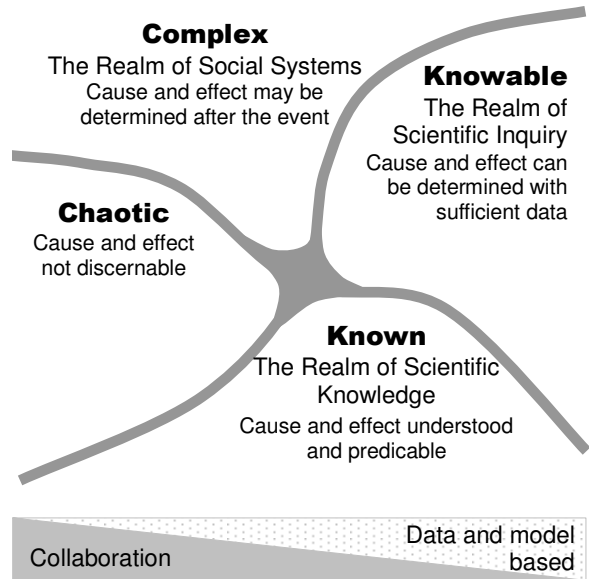 Complex
The Realm of Social Systems
Cause and effect may be
determined after the event
Knowable
The Realm of
Scientific Inquiry
Cause and effect can
be determined with
sufficient data
Chaotic
Cause and effect
not discernable
Known
The Realm of Scientific
Knowledge
Cause and effect understood
and predicable
Collaboration
Data and model
based